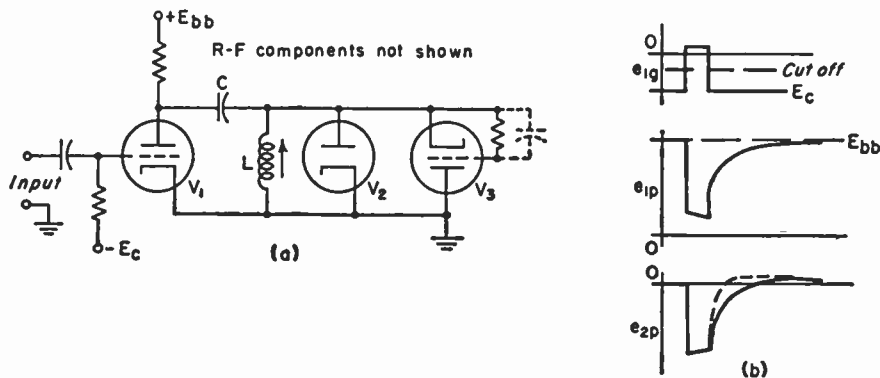 +Ebb
R-F components not shown
C
Input
V1
L
V2
V3
-Ec
(a)
0
e1g
Cut off
Ec
Ebb
e1p
0
0
e2p
(b)